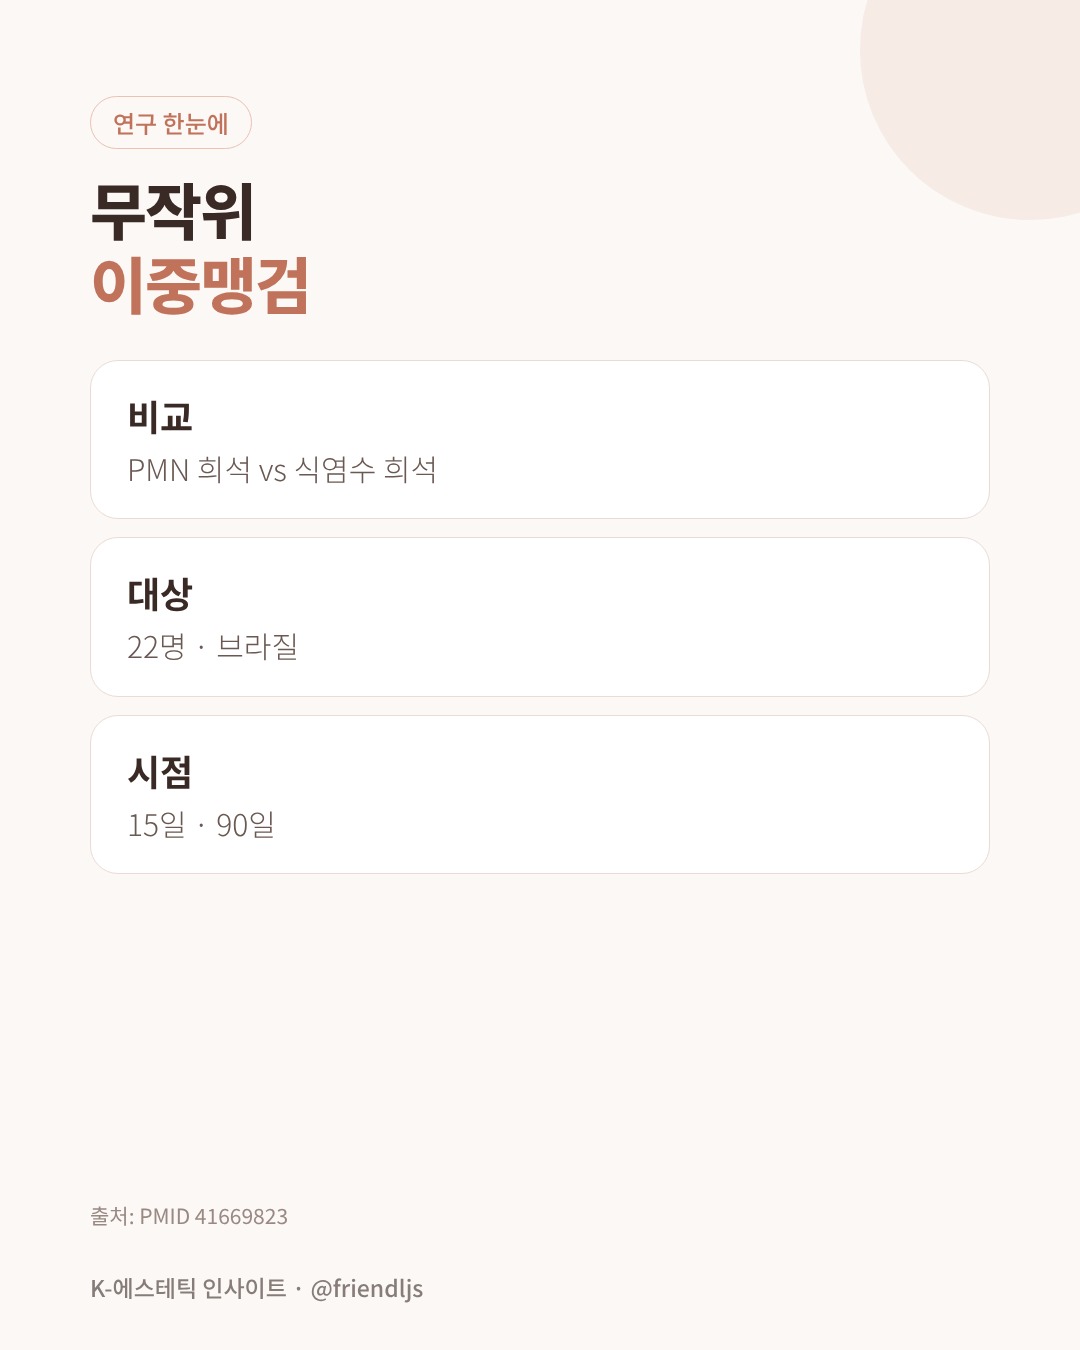 연구 한눈에
무작위
이중맹검
비교
PMN 희석 vs 식염수 희석
대상
22명 · 브라질
시점
15일 · 90일
출처: PMID 41669823
K-에스테틱 인사이트 · @friendljs